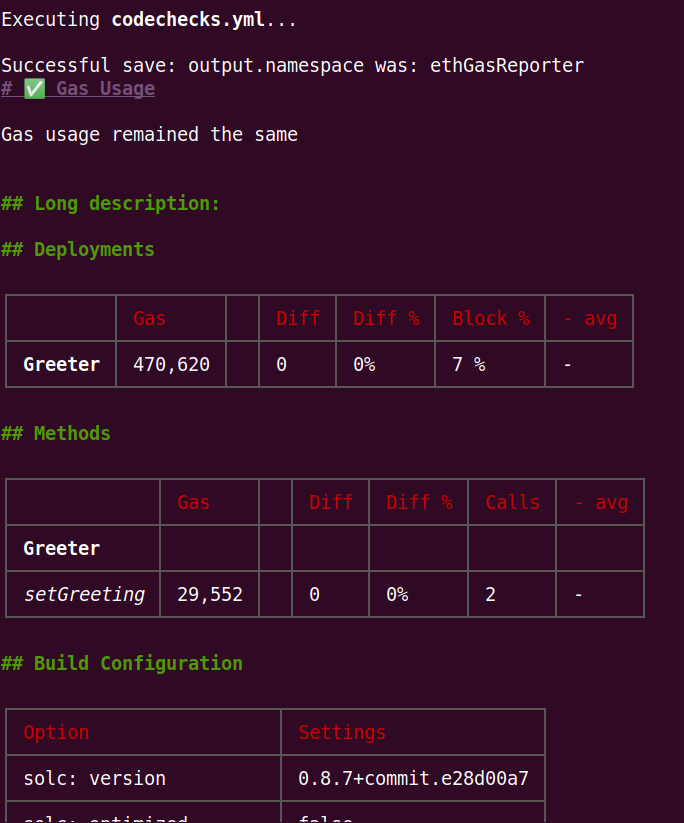 Executing codechecks.yml...
Successful save: output.namespace was: ethGasReporter
# ✅ Gas Usage
Gas usage remained the same
## Long description:
## Deployments
Gas Diff Diff % Block % - avg
Greeter 470,620 0 0% 7 % -
## Methods
Gas Diff Diff % Calls - avg
Greeter
setGreeting 29,552 0 0% 2 -
## Build Configuration
Option Settings
solc: version 0.8.7+commit.e28d00a7
solc: optimized false